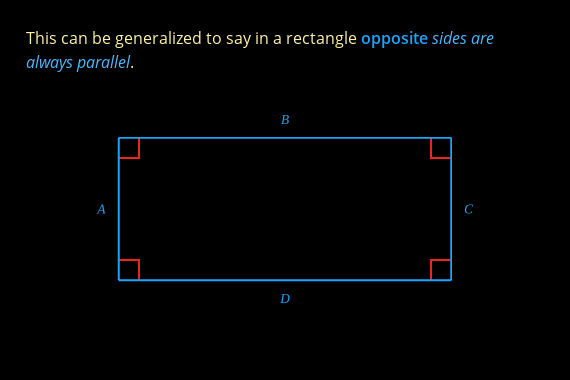 This can be generalized to say in a rectangle opposite sides are
always parallel.
B
A
C
D